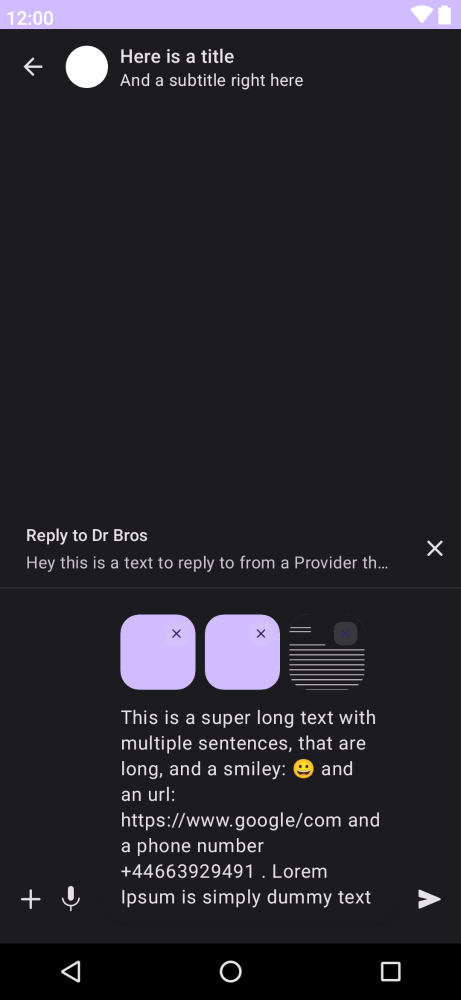 12:00
Here is a title
And a subtitle right here
Reply to Dr Bros
Hey this is a text to reply to from a Provider th…
This is a super long text with
multiple sentences, that are
long, and a smiley: 😀 and
an url:
https://www.google/com and
a phone number
+44663929491 . Lorem
Ipsum is simply dummy text